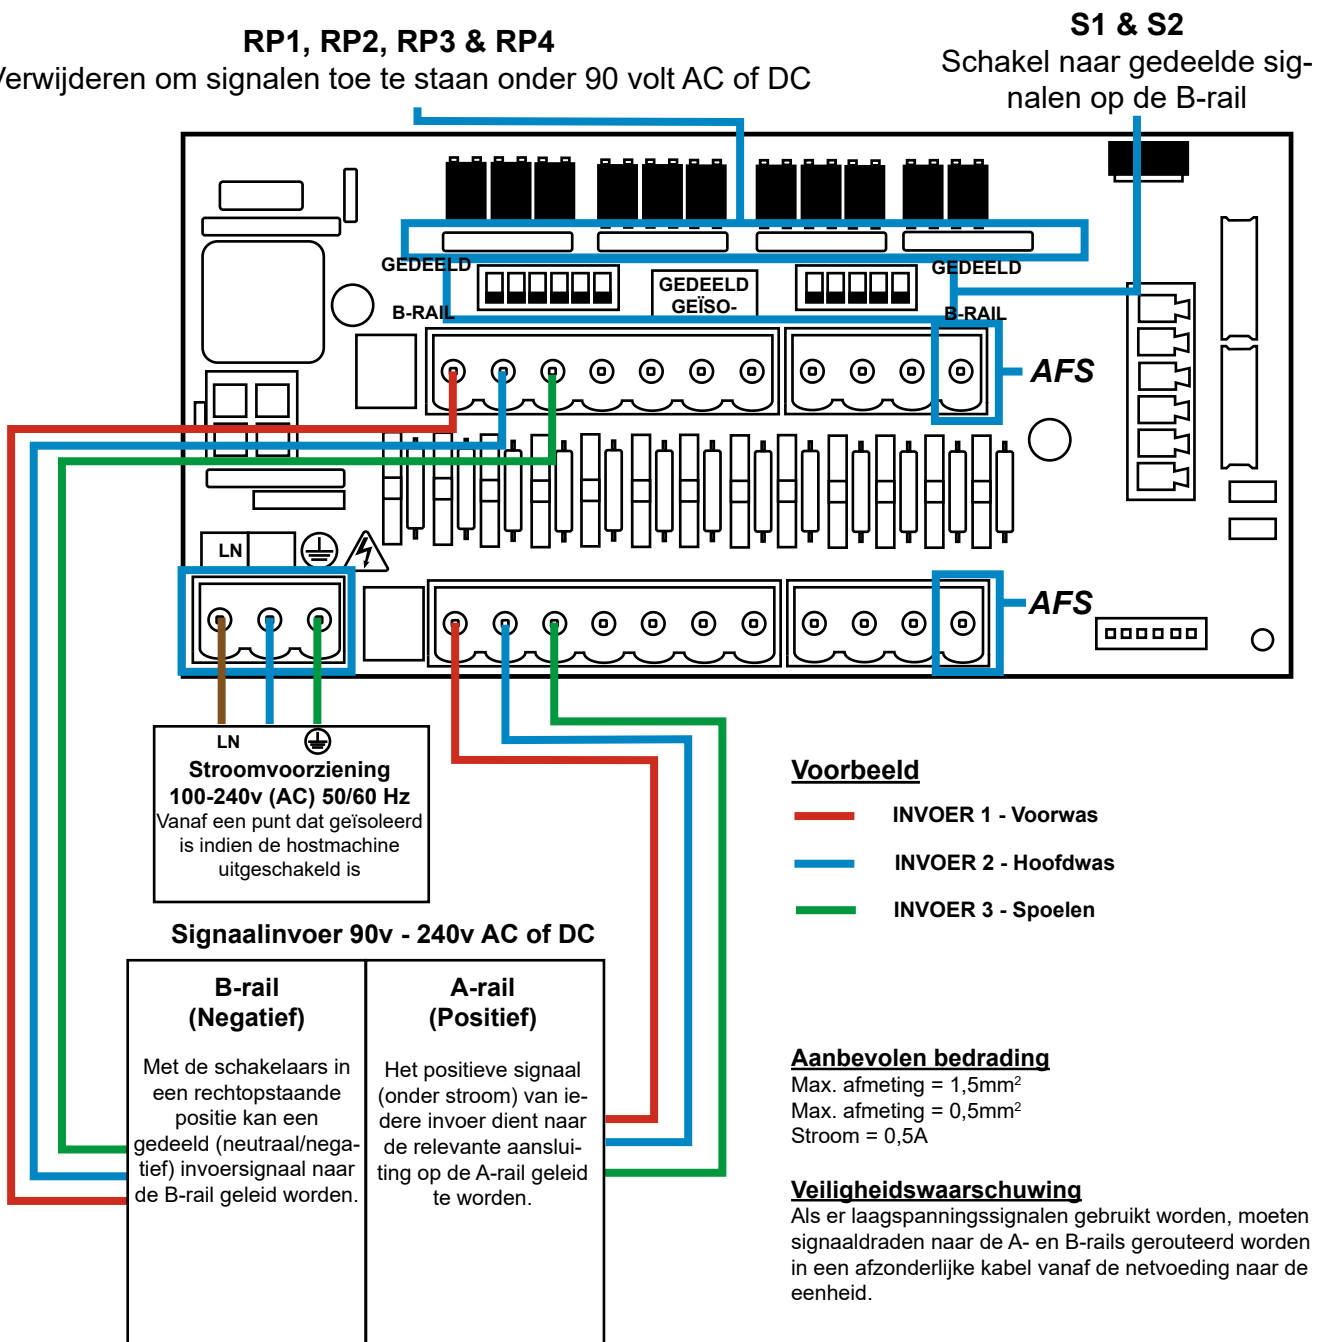 RP1, RP2, RP3 & RP4
Verwijderen om signalen toe te staan onder 90 volt AC of DC
S1 & S2
Schakel naar gedeelde sig-
nalen op de B-rail
GEDEELD
GEDEELD
GEÏSO-
GEDEELD
B-RAIL
B-RAIL
AFS
LN
AFS
LN
Stroomvoorziening
100-240v (AC) 50/60 Hz
Vanaf een punt dat geïsoleerd
is indien de hostmachine
uitgeschakeld is
Voorbeeld
INVOER 1 - Voorwas
INVOER 2 - Hoofdwas
INVOER 3 - Spoelen
Signaalinvoer 90v - 240v AC of DC
B-rail
(Negatief)
Met de schakelaars in
een rechtopstaande
positie kan een
gedeeld (neutraal/nega-
tief) invoersignaal naar
de B-rail geleid worden.
A-rail
(Positief)
Het positieve signaal
(onder stroom) van ie-
dere invoer dient naar
de relevante aanslui-
ting op de A-rail geleid
te worden.
Aanbevolen bedrading
Max. afmeting = 1,5mm²
Max. afmeting = 0,5mm²
Stroom = 0,5A
Veiligheidswaarschuwing
Als er laagspanningssignalen gebruikt worden, moeten
signaaldraden naar de A- en B-rails gerouteerd worden
in een afzonderlijke kabel vanaf de netvoeding naar de
eenheid.